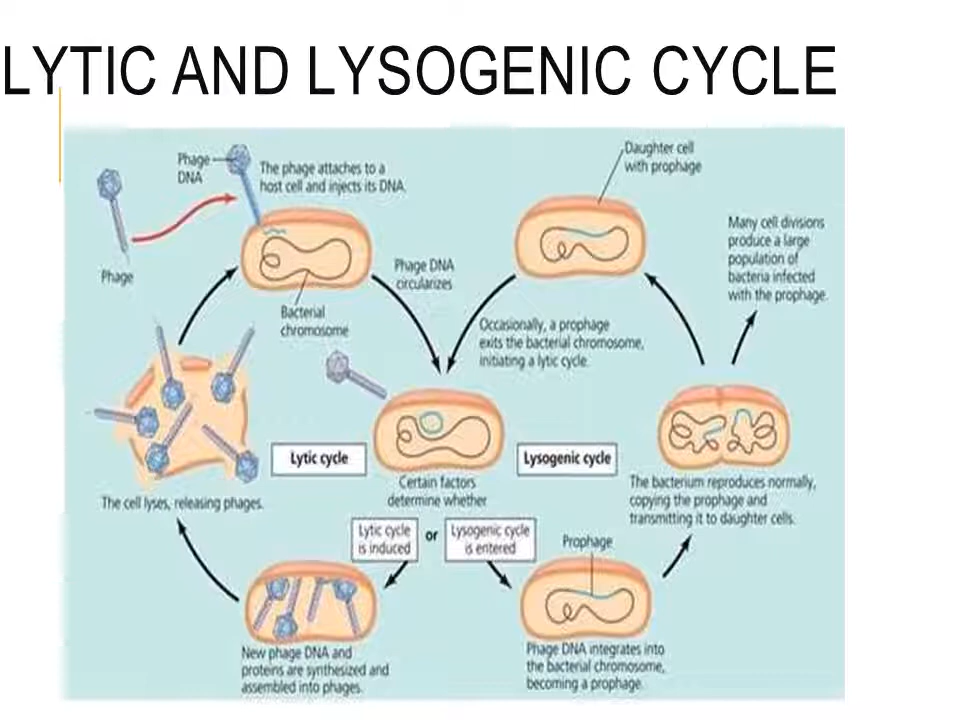 LYTIC AND LYSOGENIC CYCLE
Phage
DNA
The phage attaches to a
host cell and injects its DNA.
Daughter cell
with prophage
Many cell divisions
produce a large
population of
bacteria infected
with the prophage.
Phage
Phage DNA
circularizes
Bacterial
chromosome
Occasionally, a prophage
exits the bacterial chromosome,
initiating a lytic cycle.
Lytic cycle
Lysogenic cycle
The cell lyses, releasing phages.
Certain factors
determine whether
The bacterium reproduces normally,
copying the prophage and
transmitting it to daughter cells.
Lytic cycle
is induced
or
Lysogenic cycle
is entered
Prophage
New phage DNA and
proteins are synthesized and
assembled into phages.
Phage DNA integrates into
the bacterial chromosome,
becoming a prophage.